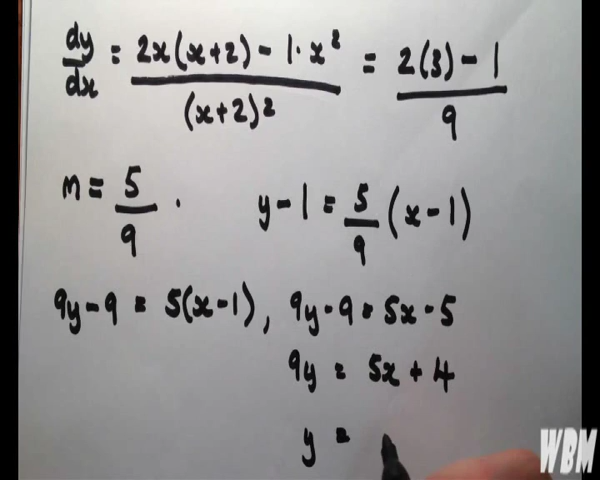 dy/dx = (2x(x+2) - 1·x²)/(x+2)² = (2(3) - 1)/9
m = 5/9 . y - 1 = 5/9 (x - 1)
9y - 9 = 5(x - 1), 9y - 9 = 5x - 5
9y = 5x + 4
y =
WBM